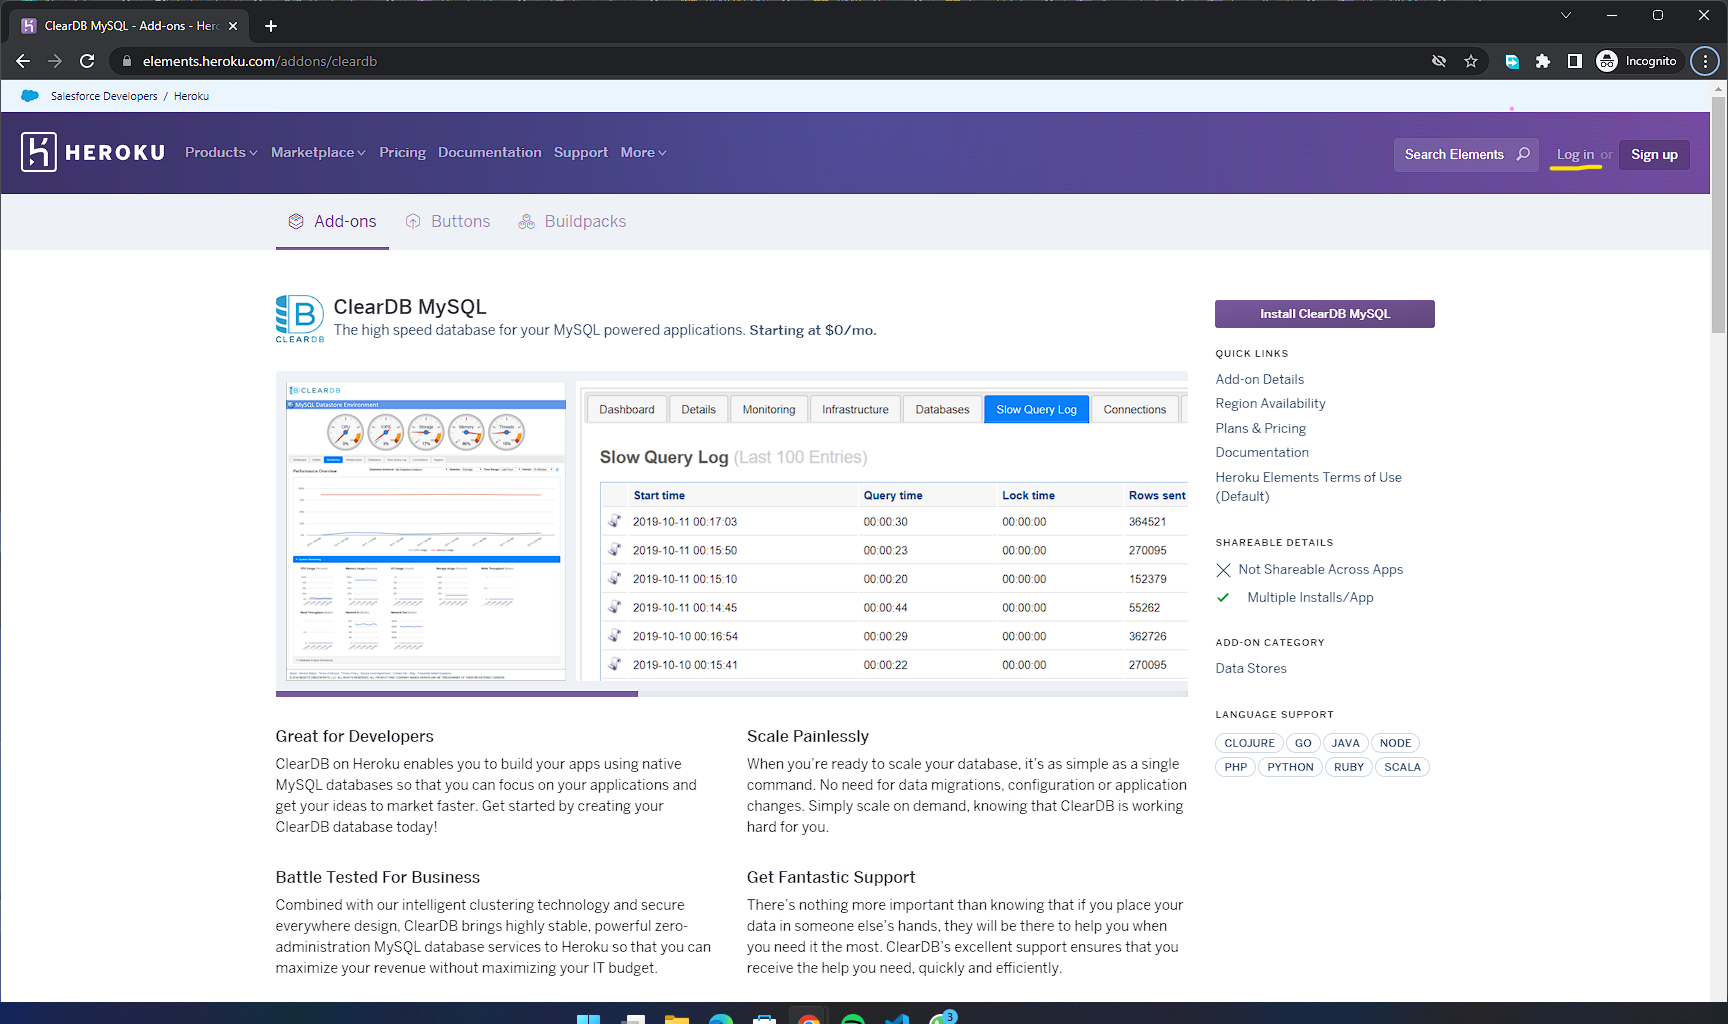 ClearDB MySQL - Add-ons - Herc
elements.heroku.com/addons/cleardb
Incognito
Salesforce Developers / Heroku
HEROKU
Products
Marketplace
Pricing
Documentation
Support
More
Search Elements
Log in or
Sign up
Add-ons
Buttons
Buildpacks
B
CLEARDB
ClearDB MySQL
The high speed database for your MySQL powered applications. Starting at $0/mo.
Install ClearDB MySQL
QUICK LINKS
Add-on Details
Region Availability
Plans & Pricing
Documentation
Heroku Elements Terms of Use
(Default)
SHAREABLE DETAILS
Not Shareable Across Apps
Multiple Installs/App
ADD-ON CATEGORY
Data Stores
LANGUAGE SUPPORT
CLOJURE GO JAVA NODE
PHP PYTHON RUBY SCALA
CLEARDB
MySQL Datastore Environment
CPU
IOPS
Storage
Memory
Threads
Performance Overview
Dashboard
Details
Monitoring
Infrastructure
Databases
Slow Query Log
Connections
Slow Query Log (Last 100 Entries)
Start time Query time Lock time Rows sent
2019-10-11 00:17:03 00:00:30 00:00:00 364521
2019-10-11 00:15:50 00:00:23 00:00:00 270095
2019-10-11 00:15:10 00:00:20 00:00:00 152379
2019-10-11 00:14:45 00:00:44 00:00:00 55262
2019-10-10 00:16:54 00:00:29 00:00:00 362726
2019-10-10 00:15:41 00:00:22 00:00:00 270095
Great for Developers
ClearDB on Heroku enables you to build your apps using native
MySQL databases so that you can focus on your applications and
get your ideas to market faster. Get started by creating your
ClearDB database today!
Scale Painlessly
When you're ready to scale your database, it's as simple as a single
command. No need for data migrations, configuration or application
changes. Simply scale on demand, knowing that ClearDB is working
hard for you.
Battle Tested For Business
Combined with our intelligent clustering technology and secure
everywhere design, ClearDB brings highly stable, powerful zero-
administration MySQL database services to Heroku so that you can
maximize your revenue without maximizing your IT budget.
Get Fantastic Support
There's nothing more important than knowing that if you place your
data in someone else's hands, they will be there to help you when
you need it the most. ClearDB's excellent support ensures that you
receive the help you need, quickly and efficiently.
3